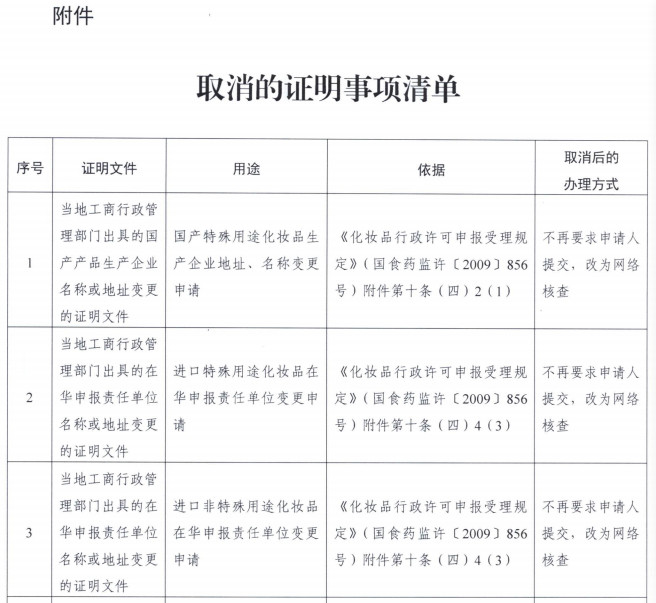 附件
取消的证明事项清单
序号
证明文件
用途
依据
取消后的
办理方式
1
当地工商行政管
理部门出具的国
产产品生产企业
名称或地址变更
的证明文件
国产特殊用途化妆品生
产企业地址、名称变更
申请
《化妆品行政许可申报受理规
定》（国食药监许〔2009〕856
号）附件第十条（四）2（1）
不再要求申请人
提交，改为网络
核查
2
当地工商行政管
理部门出具的在
华申报责任单位
名称或地址变更
的证明文件
进口特殊用途化妆品在
华申报责任单位变更申
请
《化妆品行政许可申报受理规
定》（国食药监许〔2009〕856
号）附件第十条（四）4（3）
不再要求申请人
提交，改为网络
核查
3
当地工商行政管
理部门出具的在
华申报责任单位
名称或地址变更
的证明文件
进口非特殊用途化妆品
在华申报责任单位变更
申请
《化妆品行政许可申报受理规
定》（国食药监许〔2009〕856
号）附件第十条（四）4（3）
不再要求申请人
提交，改为网络
核查